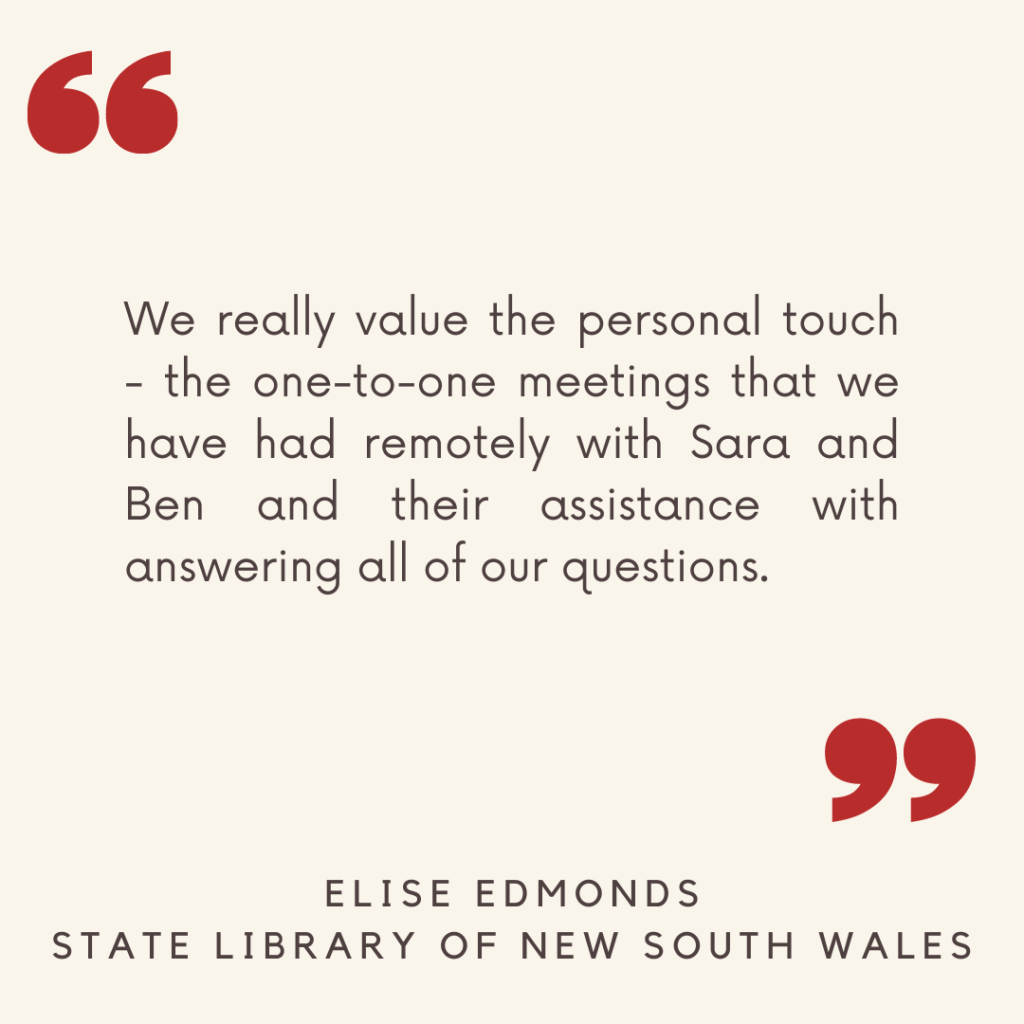 “
We really value the personal touch
- the one-to-one meetings that we
have had remotely with Sara and
Ben and their assistance with
answering all of our questions.
”
ELISE EDMONDS
STATE LIBRARY OF NEW SOUTH WALES